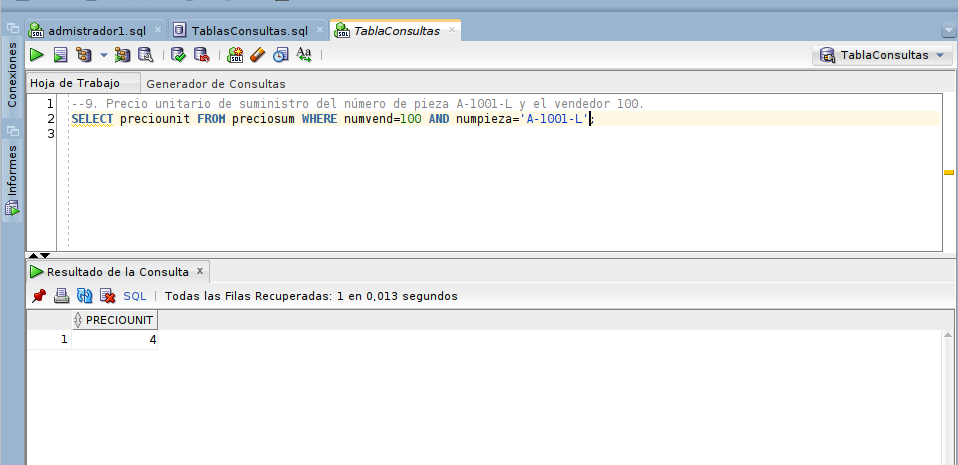 admistrador1.sql TablasConsultas.sql TablaConsultas
TablaConsultas
Conexiones
Informes
Hoja de Trabajo Generador de Consultas
1 --9. Precio unitario de suministro del número de pieza A-1001-L y el vendedor 100.
2 SELECT preciounit FROM preciosum WHERE numvend=100 AND numpieza='A-1001-L';
3
Resultado de la Consulta x
SQL | Todas las Filas Recuperadas: 1 en 0,013 segundos
PRECIOUNIT
1 4